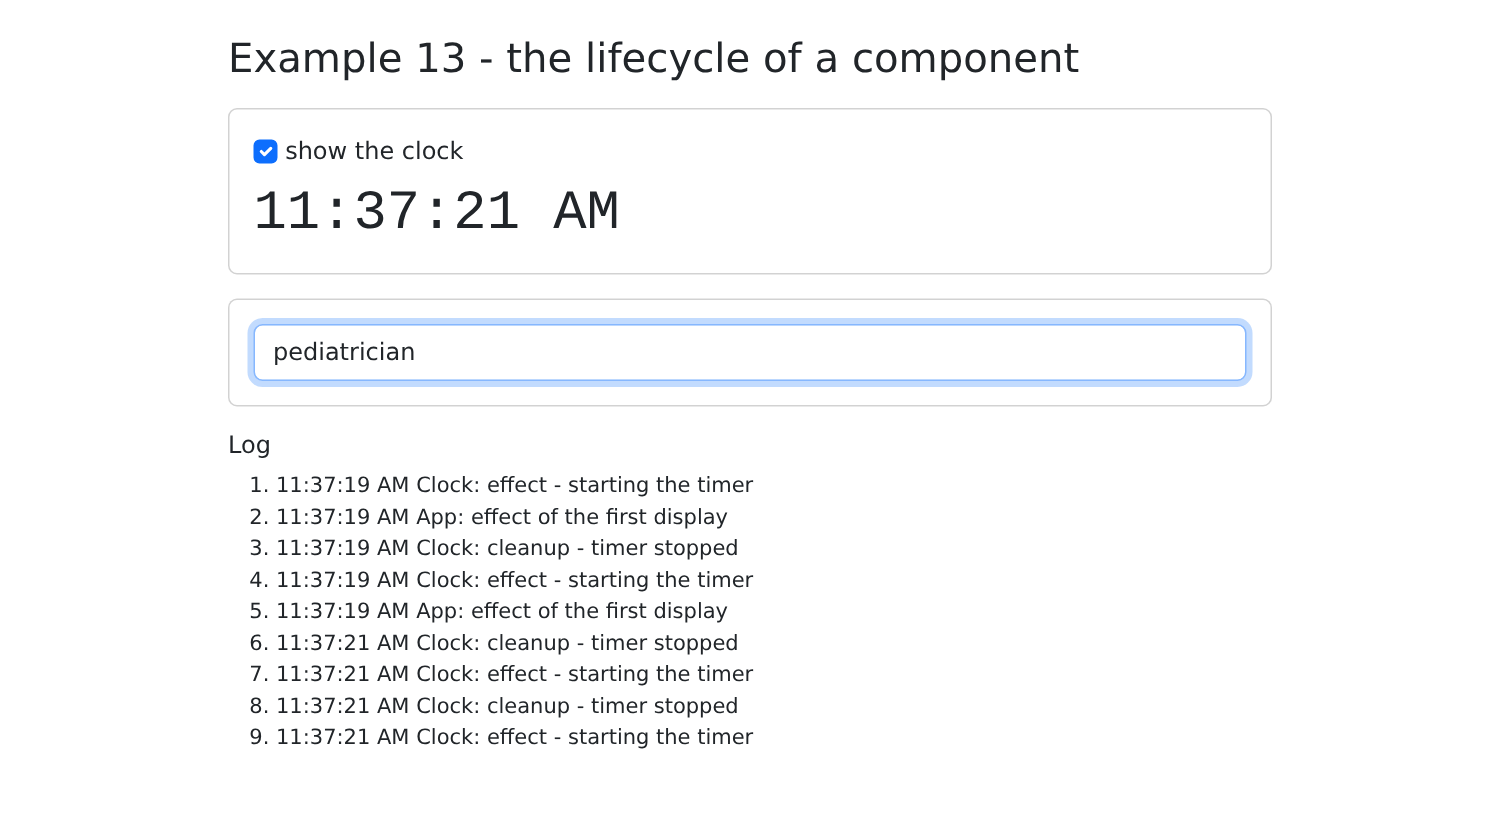 Example 13 - the lifecycle of a component
show the clock
11:37:21 AM
pediatrician
Log
1. 11:37:19 AM Clock: effect - starting the timer
2. 11:37:19 AM App: effect of the first display
3. 11:37:19 AM Clock: cleanup - timer stopped
4. 11:37:19 AM Clock: effect - starting the timer
5. 11:37:19 AM App: effect of the first display
6. 11:37:21 AM Clock: cleanup - timer stopped
7. 11:37:21 AM Clock: effect - starting the timer
8. 11:37:21 AM Clock: cleanup - timer stopped
9. 11:37:21 AM Clock: effect - starting the timer